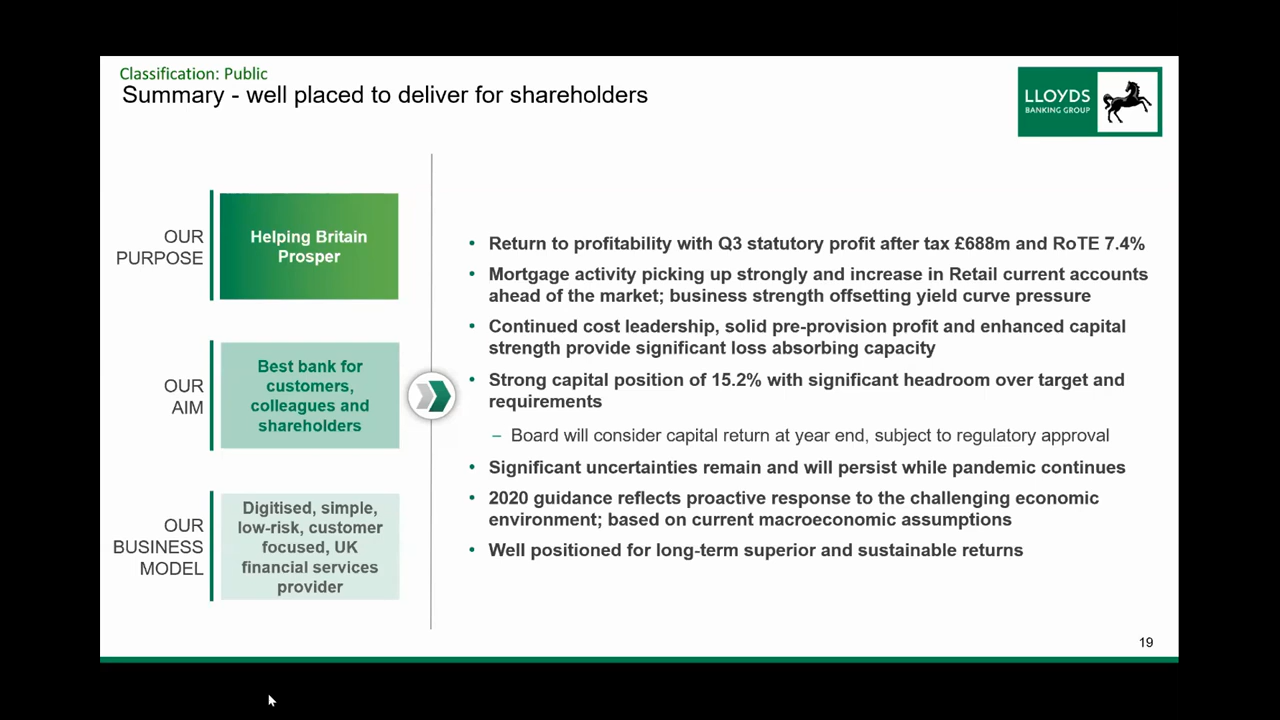 Classification: Public
Summary - well placed to deliver for shareholders
LLOYDS
BANKING GROUP
OUR
PURPOSE
Helping Britain
Prosper
OUR
AIM
Best bank for
customers,
colleagues and
shareholders
OUR
BUSINESS
MODEL
Digitised, simple,
low-risk, customer
focused, UK
financial services
provider
• Return to profitability with Q3 statutory profit after tax £688m and RoTE 7.4%
• Mortgage activity picking up strongly and increase in Retail current accounts
ahead of the market; business strength offsetting yield curve pressure
• Continued cost leadership, solid pre-provision profit and enhanced capital
strength provide significant loss absorbing capacity
• Strong capital position of 15.2% with significant headroom over target and
requirements
– Board will consider capital return at year end, subject to regulatory approval
• Significant uncertainties remain and will persist while pandemic continues
• 2020 guidance reflects proactive response to the challenging economic
environment; based on current macroeconomic assumptions
• Well positioned for long-term superior and sustainable returns
19